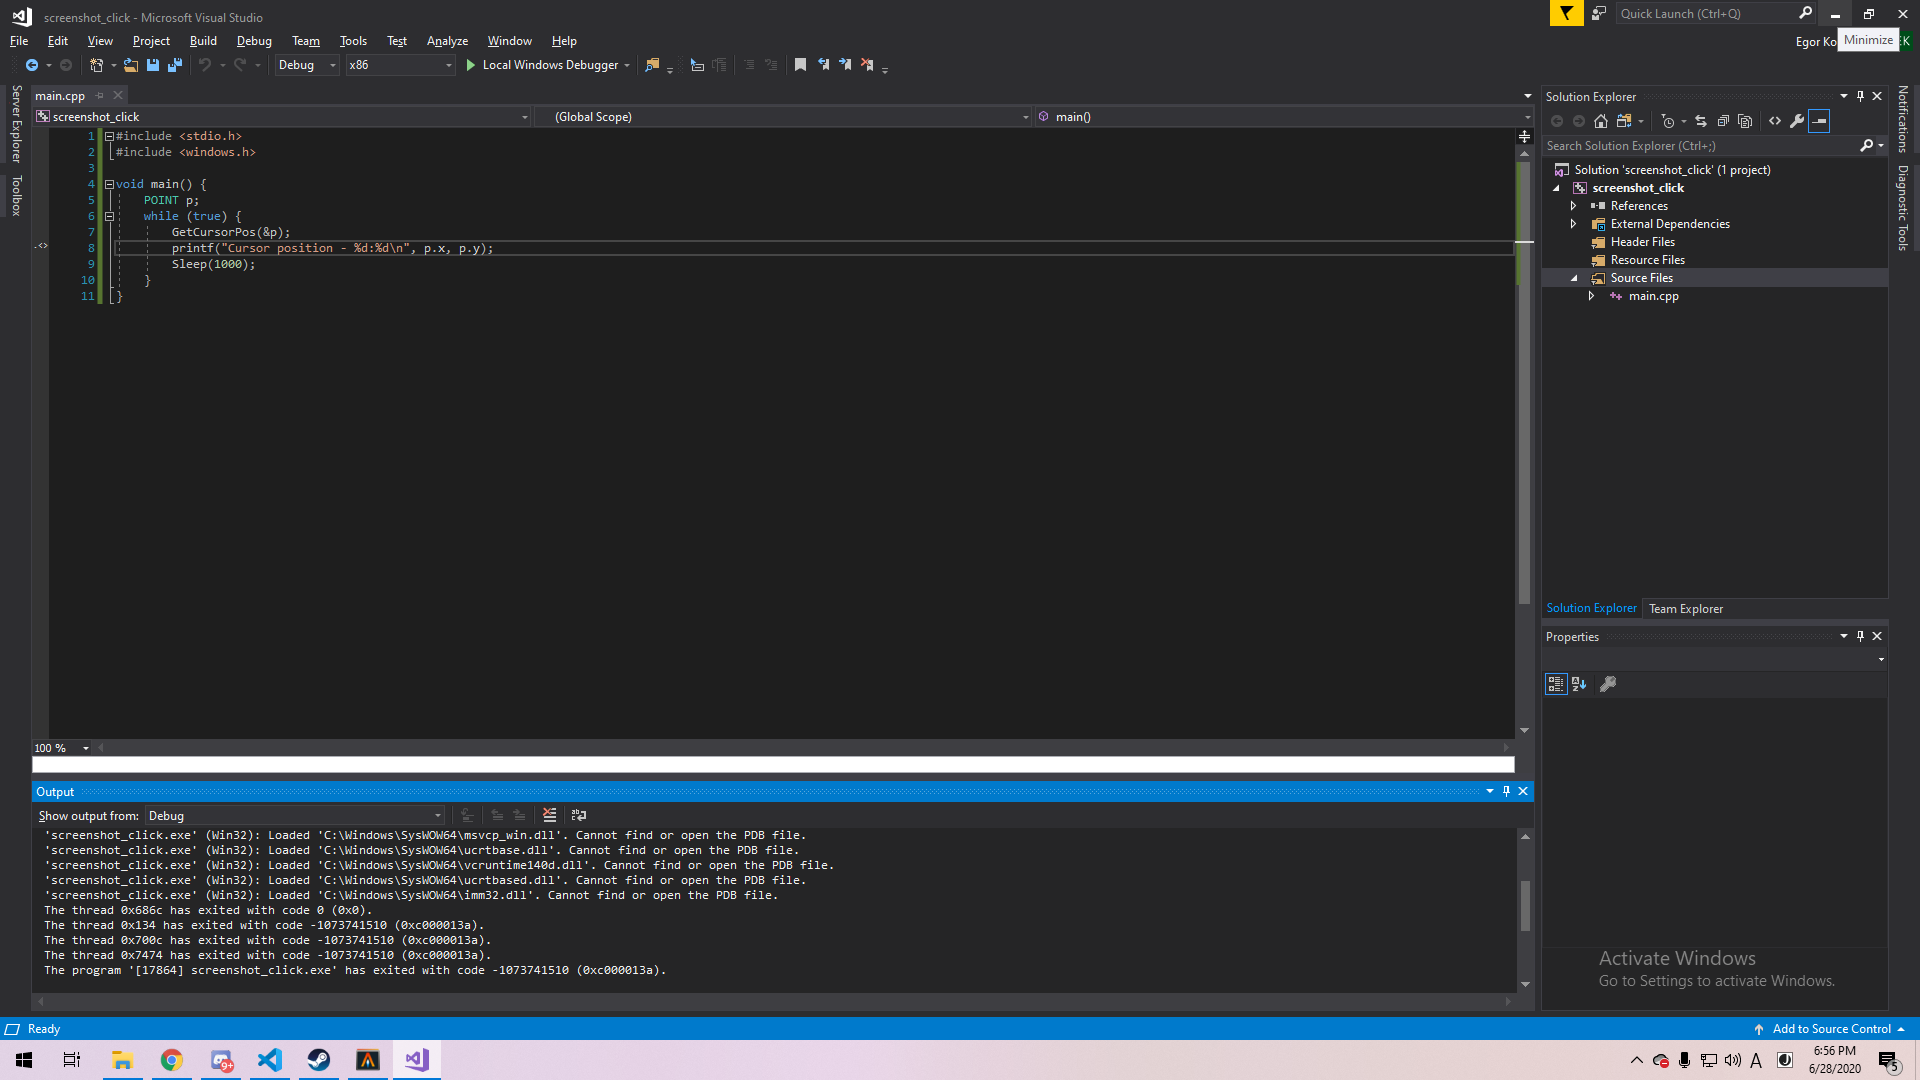 screenshot_click - Microsoft Visual Studio
Quick Launch (Ctrl+Q)
File Edit View Project Build Debug Team Tools Test Analyze Window Help
Egor Ko
Minimize
K
Debug x86 Local Windows Debugger
Server Explorer
Toolbox
main.cpp
screenshot_click (Global Scope) main()
1 #include <stdio.h>
2 #include <windows.h>
3
4 void main() {
5 POINT p;
6 while (true) {
7 GetCursorPos(&p);
8 printf("Cursor position - %d:%d\n", p.x, p.y);
9 Sleep(1000);
10 }
11 }
100 %
Solution Explorer
Search Solution Explorer (Ctrl+;)
Solution 'screenshot_click' (1 project)
screenshot_click
References
External Dependencies
Header Files
Resource Files
Source Files
main.cpp
Solution Explorer Team Explorer
Properties
Notifications
Diagnostic Tools
Output
Show output from: Debug
'screenshot_click.exe' (Win32): Loaded 'C:\Windows\SysWOW64\msvcp_win.dll'. Cannot find or open the PDB file.
'screenshot_click.exe' (Win32): Loaded 'C:\Windows\SysWOW64\ucrtbase.dll'. Cannot find or open the PDB file.
'screenshot_click.exe' (Win32): Loaded 'C:\Windows\SysWOW64\vcruntime140d.dll'. Cannot find or open the PDB file.
'screenshot_click.exe' (Win32): Loaded 'C:\Windows\SysWOW64\ucrtbased.dll'. Cannot find or open the PDB file.
'screenshot_click.exe' (Win32): Loaded 'C:\Windows\SysWOW64\imm32.dll'. Cannot find or open the PDB file.
The thread 0x686c has exited with code 0 (0x0).
The thread 0x134 has exited with code -1073741510 (0xc000013a).
The thread 0x700c has exited with code -1073741510 (0xc000013a).
The thread 0x7474 has exited with code -1073741510 (0xc000013a).
The program '[17864] screenshot_click.exe' has exited with code -1073741510 (0xc000013a).
Activate Windows
Go to Settings to activate Windows.
Ready
Add to Source Control
9+
A
6:56 PM
6/28/2020
5